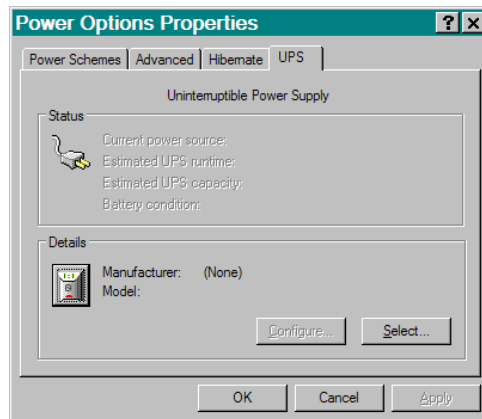 Power Options Properties
Power Schemes Advanced Hibernate UPS
Uninterruptible Power Supply
Status
Current power source:
Estimated UPS runtime:
Estimated UPS capacity:
Battery condition:
Details
Manufacturer: (None)
Model:
Configure... Select...
OK Cancel Apply